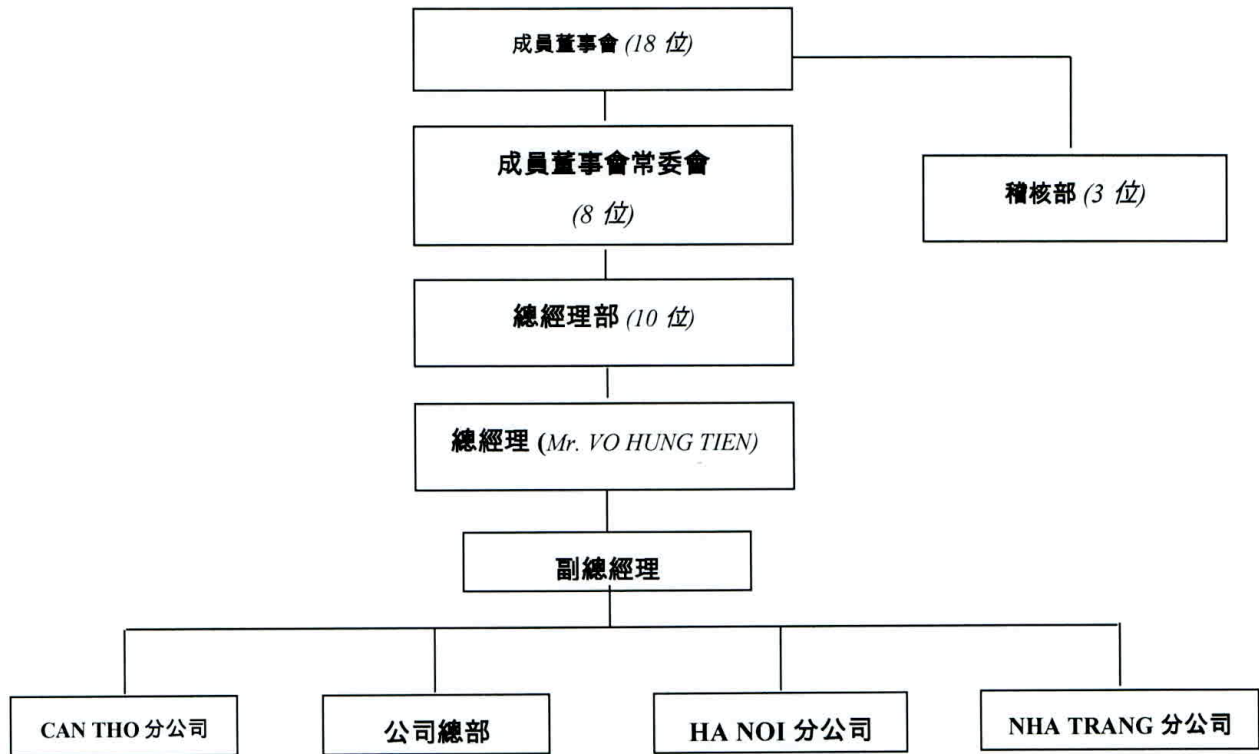 成員董事會 (18 位)
成員董事會常委會
(8 位)
稽核部 (3 位)
總經理部 (10 位)
總經理 (Mr. VO HUNG TIEN)
副總經理
CAN THO 分公司
公司總部
HA NOI 分公司
NHA TRANG 分公司